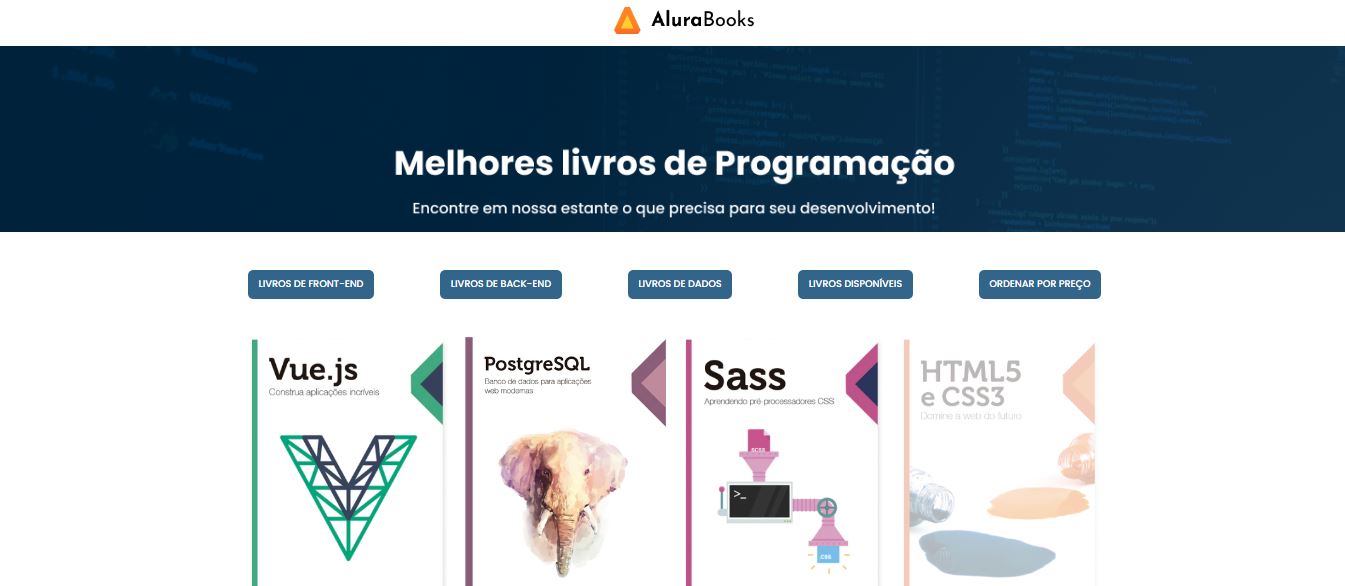 AluraBooks
Melhores livros de Programação
Encontre em nossa estante o que precisa para seu desenvolvimento!
LIVROS DE FRONT-END
LIVROS DE BACK-END
LIVROS DE DADOS
LIVROS DISPONÍVEIS
ORDENAR POR PREÇO
Vue.js
Construa aplicações incríveis
PostgreSQL
Banco de dados para aplicações
web modernas
Sass
Aprendendo pré-processadores CSS
SCSS
>_
.CSS
HTML5
e CSS3
Domine a web do futuro